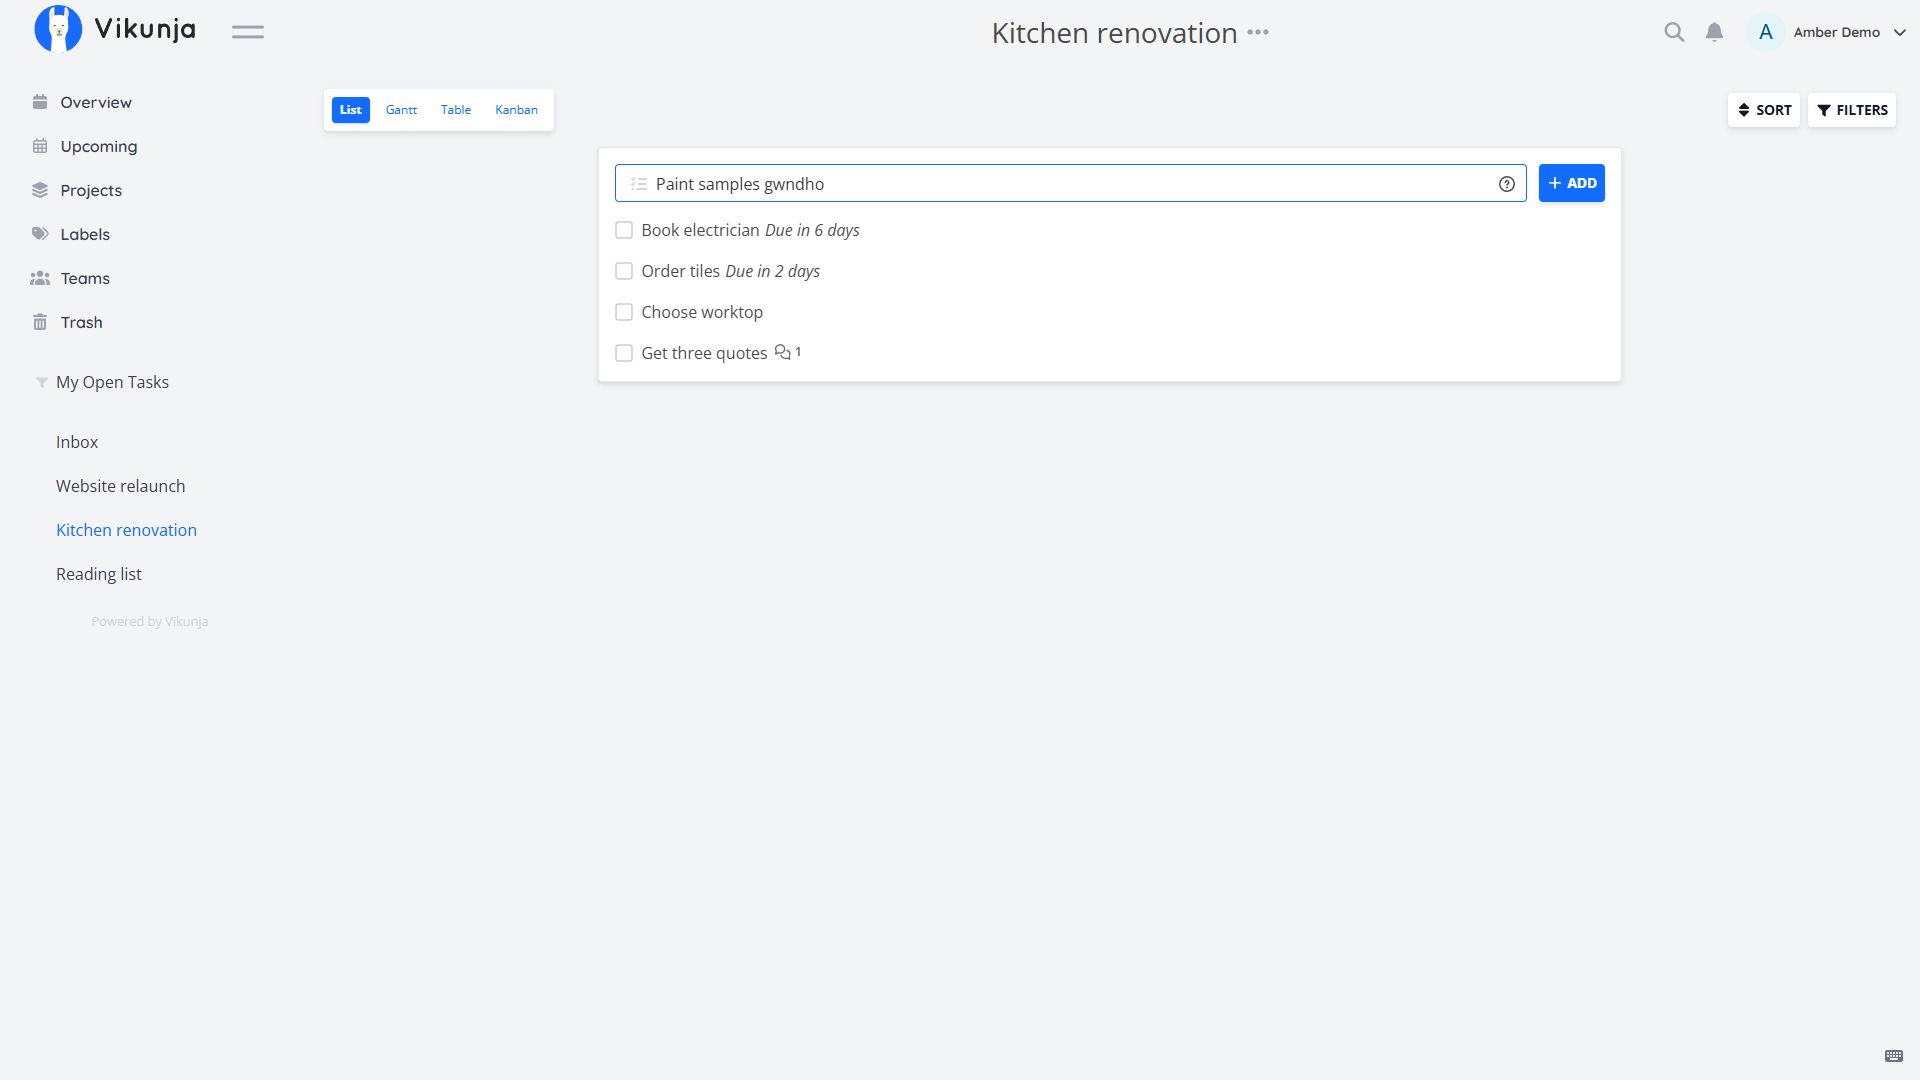 Vikunja
Kitchen renovation
A
Amber Demo
Overview
Upcoming
Projects
Labels
Teams
Trash
My Open Tasks
Inbox
Website relaunch
Kitchen renovation
Reading list
Powered by Vikunja
List Gantt Table Kanban
SORT FILTERS
Paint samples gwndho
+ ADD
Book electrician Due in 6 days
Order tiles Due in 2 days
Choose worktop
Get three quotes 1